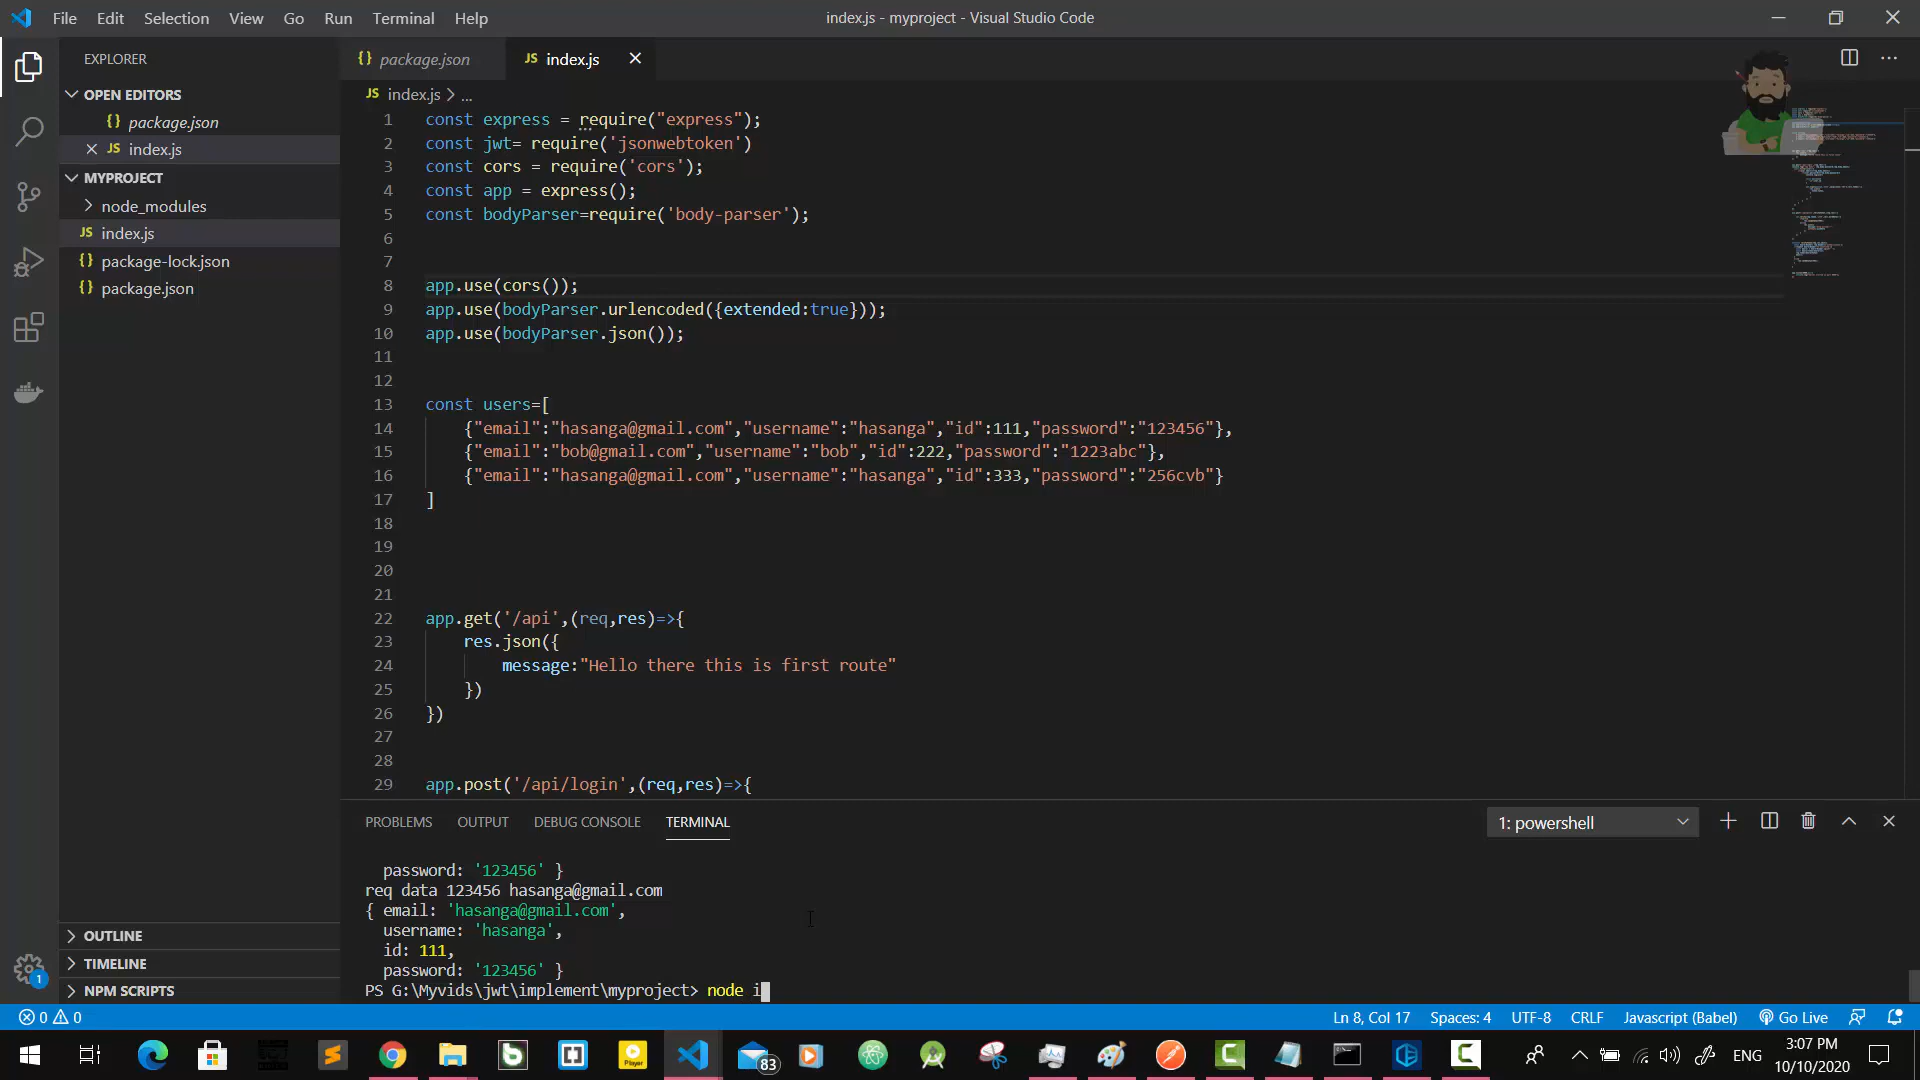 File Edit Selection View Go Run Terminal Help
index.js - myproject - Visual Studio Code
EXPLORER
OPEN EDITORS
package.json
JS index.js
MYPROJECT
node_modules
JS index.js
package-lock.json
package.json
OUTLINE
TIMELINE
NPM SCRIPTS
1
{} package.json
JS index.js
JS index.js > ...
1 const express = require("express");
2 const jwt= require('jsonwebtoken')
3 const cors = require('cors');
4 const app = express();
5 const bodyParser=require('body-parser');
6
7
8 app.use(cors());
9 app.use(bodyParser.urlencoded({extended:true}));
10 app.use(bodyParser.json());
11
12
13 const users=[
14 {"email":"hasanga@gmail.com","username":"hasanga","id":111,"password":"123456"},
15 {"email":"bob@gmail.com","username":"bob","id":222,"password":"1223abc"},
16 {"email":"hasanga@gmail.com","username":"hasanga","id":333,"password":"256cvb"}
17 ]
18
19
20
21
22 app.get('/api',(req,res)=>{
23 res.json({
24 message:"Hello there this is first route"
25 })
26 })
27
28
29 app.post('/api/login',(req,res)=>{
PROBLEMS OUTPUT DEBUG CONSOLE TERMINAL
1: powershell
password: '123456' }
req data 123456 hasanga@gmail.com
{ email: 'hasanga@gmail.com',
username: 'hasanga',
id: 111,
password: '123456' }
PS G:\Myvids\jwt\implement\myproject> node i
0 0
Ln 8, Col 17 Spaces: 4 UTF-8 CRLF Javascript (Babel) Go Live
83
Player
ENG
3:07 PM
10/10/2020